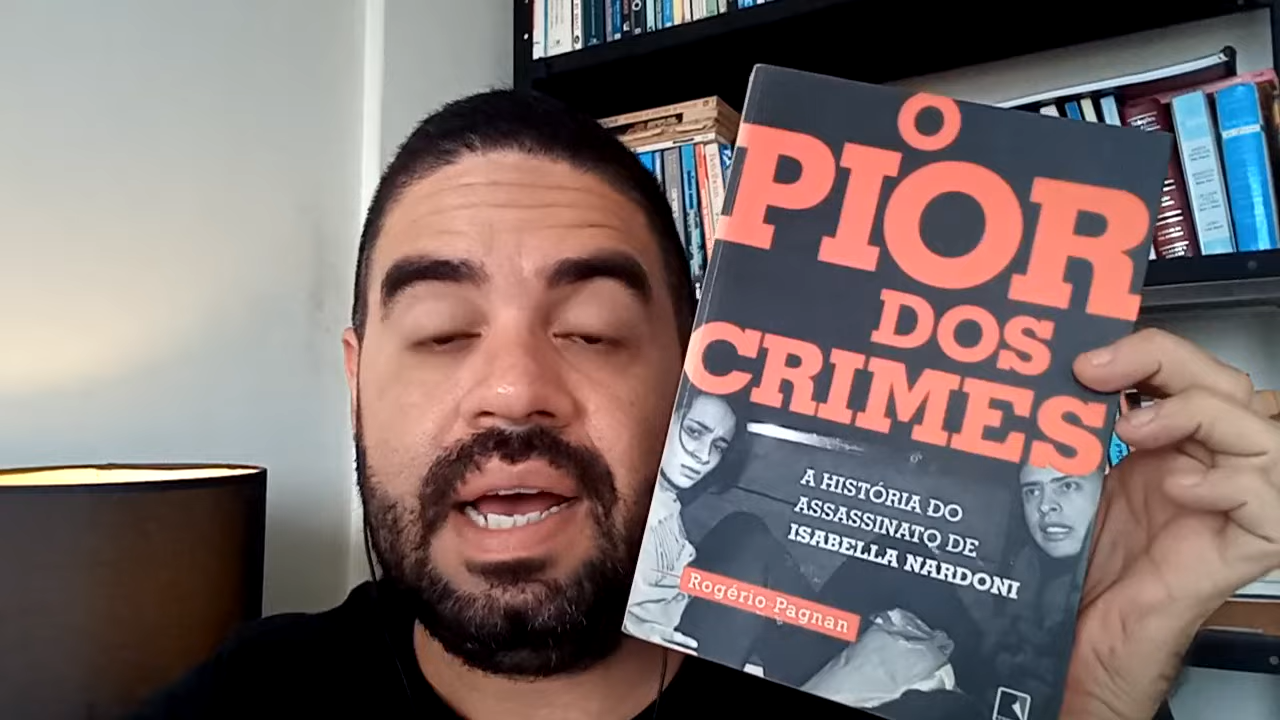 O
PIOR
DOS
CRIMES
A HISTÓRIA DO
ASSASSINATO DE
ISABELLA NARDONI
Rogério Pagnan